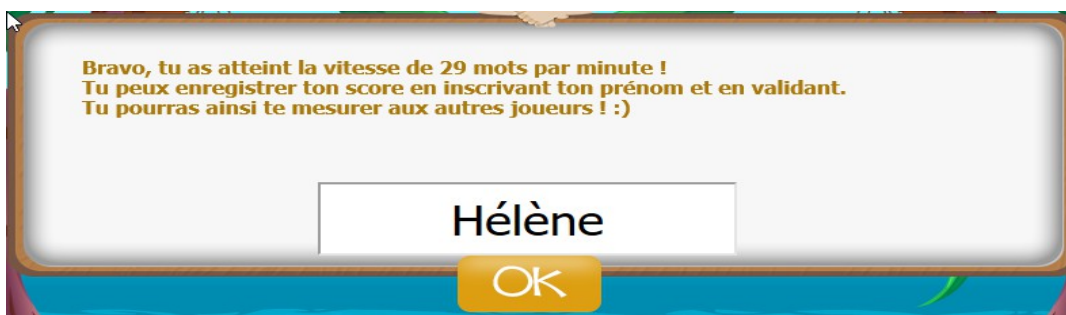 Bravo, tu as atteint la vitesse de 29 mots par minute !
Tu peux enregistrer ton score en inscrivant ton prénom et en validant.
Tu pourras ainsi te mesurer aux autres joueurs ! :)
Hélène
OK